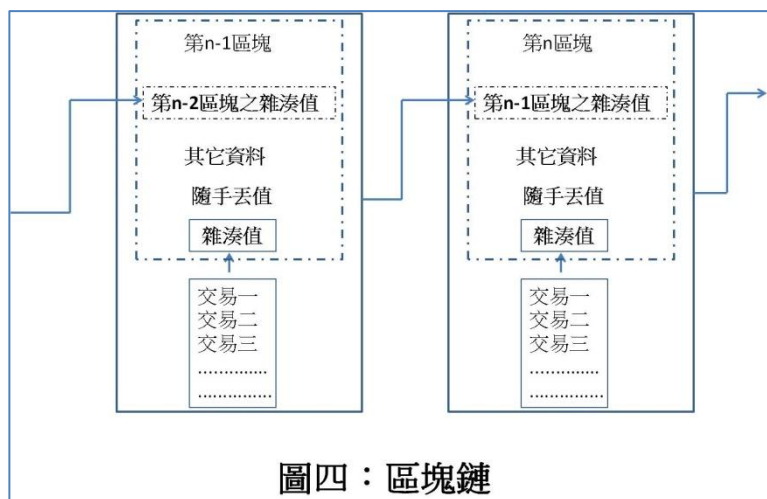 第n-1區塊
第n-2區塊之雜湊值
其它資料
隨手丟值
雜湊值
交易一
交易二
交易三
..............
...............
第n區塊
第n-1區塊之雜湊值
其它資料
隨手丟值
雜湊值
交易一
交易二
交易三
..............
...............
圖四：區塊鏈